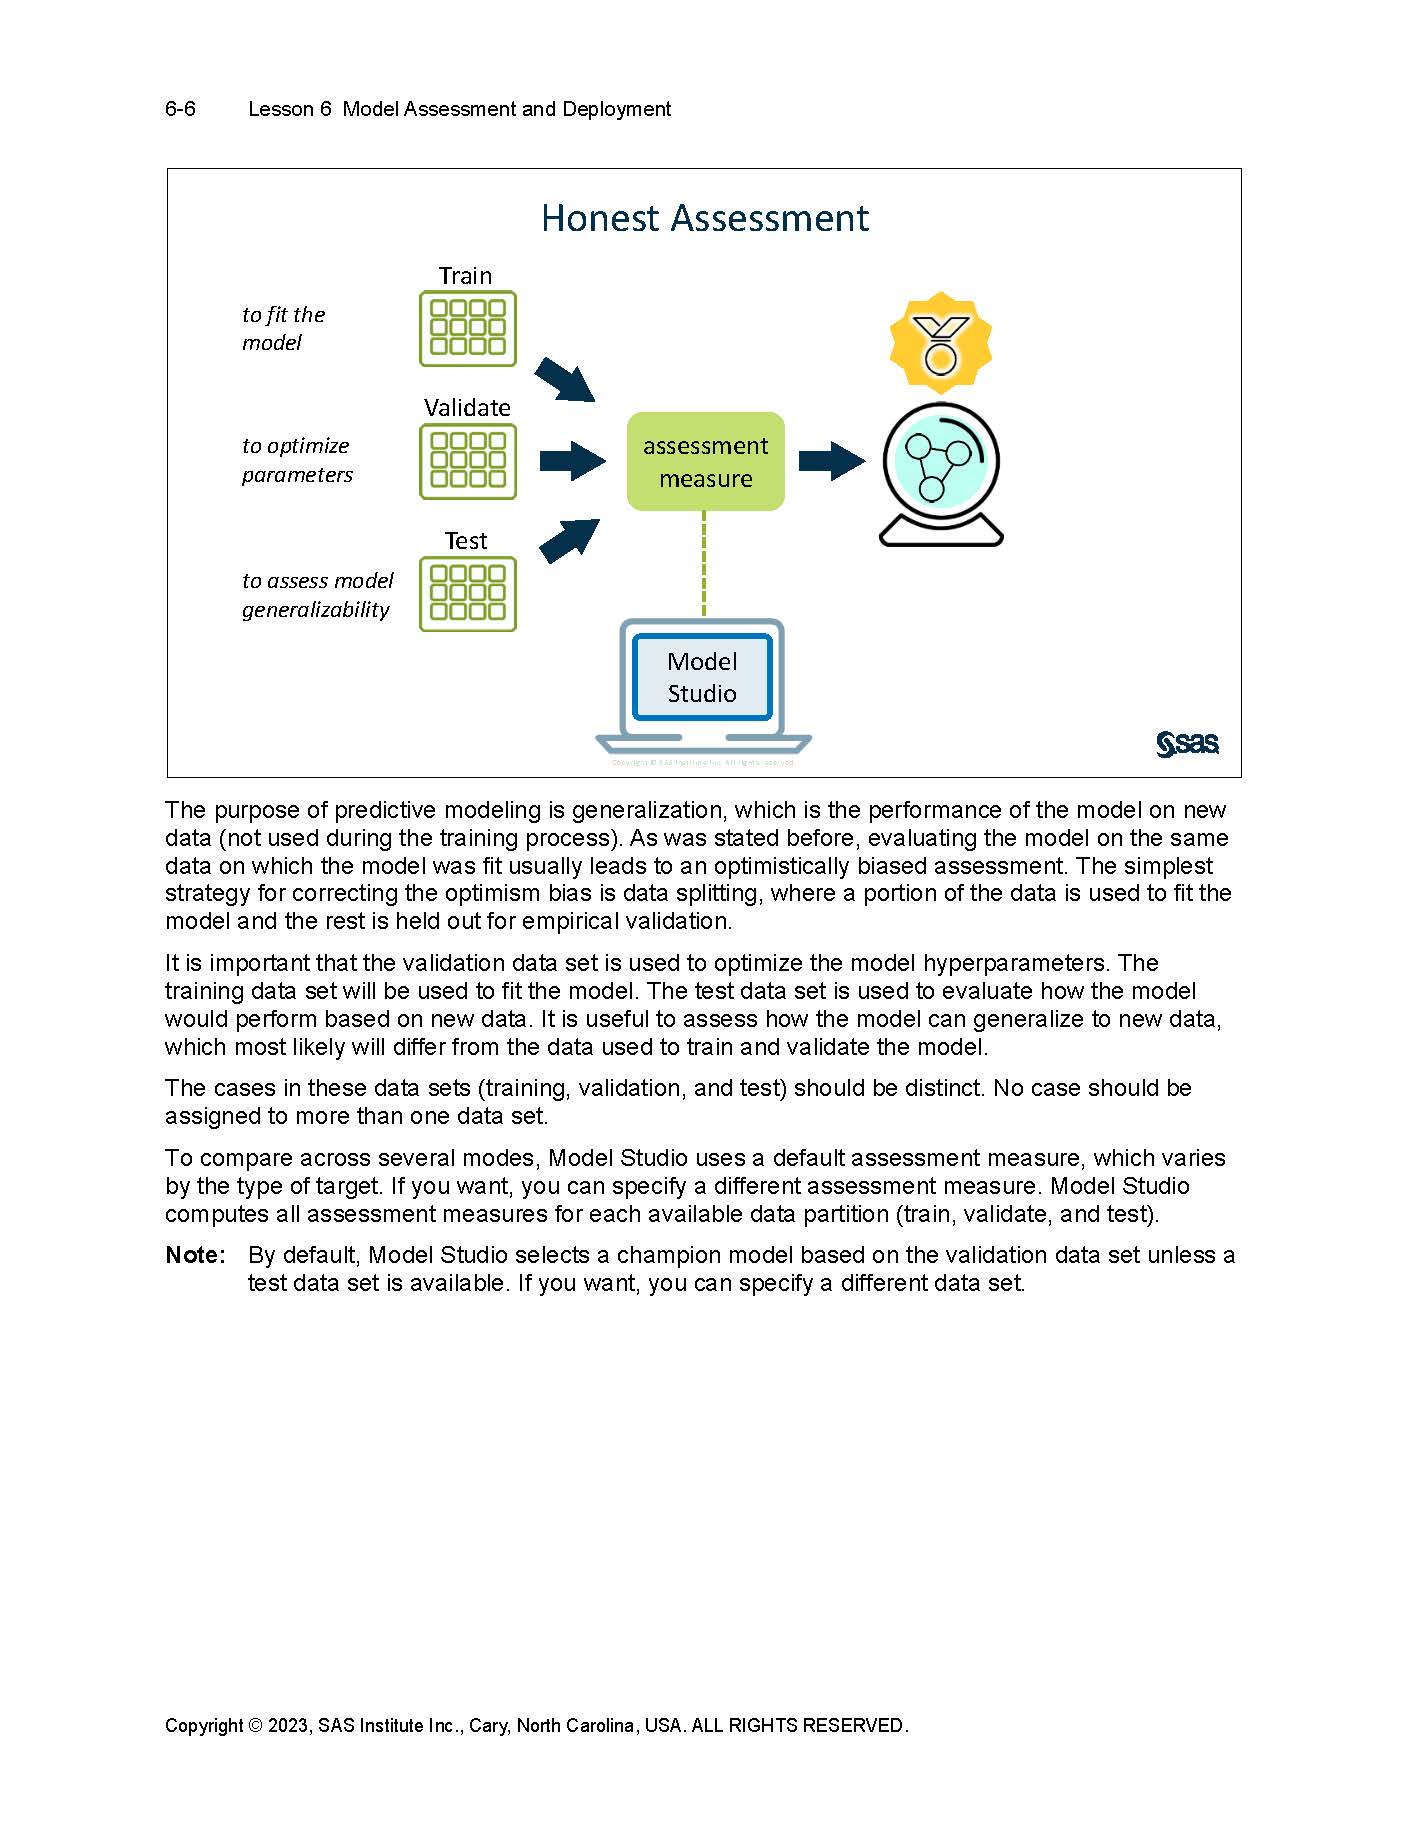 6-6 Lesson 6 Model Assessment and Deployment
Honest Assessment
Train
to fit the
model
Validate
to optimize
parameters
Test
to assess model
generalizability
assessment
measure
Model
Studio
sas
Copyright © SAS Institute Inc. All rights reserved.
The purpose of predictive modeling is generalization, which is the performance of the model on new
data (not used during the training process). As was stated before, evaluating the model on the same
data on which the model was fit usually leads to an optimistically biased assessment. The simplest
strategy for correcting the optimism bias is data splitting, where a portion of the data is used to fit the
model and the rest is held out for empirical validation.
It is important that the validation data set is used to optimize the model hyperparameters. The
training data set will be used to fit the model. The test data set is used to evaluate how the model
would perform based on new data. It is useful to assess how the model can generalize to new data,
which most likely will differ from the data used to train and validate the model.
The cases in these data sets (training, validation, and test) should be distinct. No case should be
assigned to more than one data set.
To compare across several modes, Model Studio uses a default assessment measure, which varies
by the type of target. If you want, you can specify a different assessment measure. Model Studio
computes all assessment measures for each available data partition (train, validate, and test).
Note: By default, Model Studio selects a champion model based on the validation data set unless a
test data set is available. If you want, you can specify a different data set.
Copyright © 2023, SAS Institute Inc., Cary, North Carolina, USA. ALL RIGHTS RESERVED.